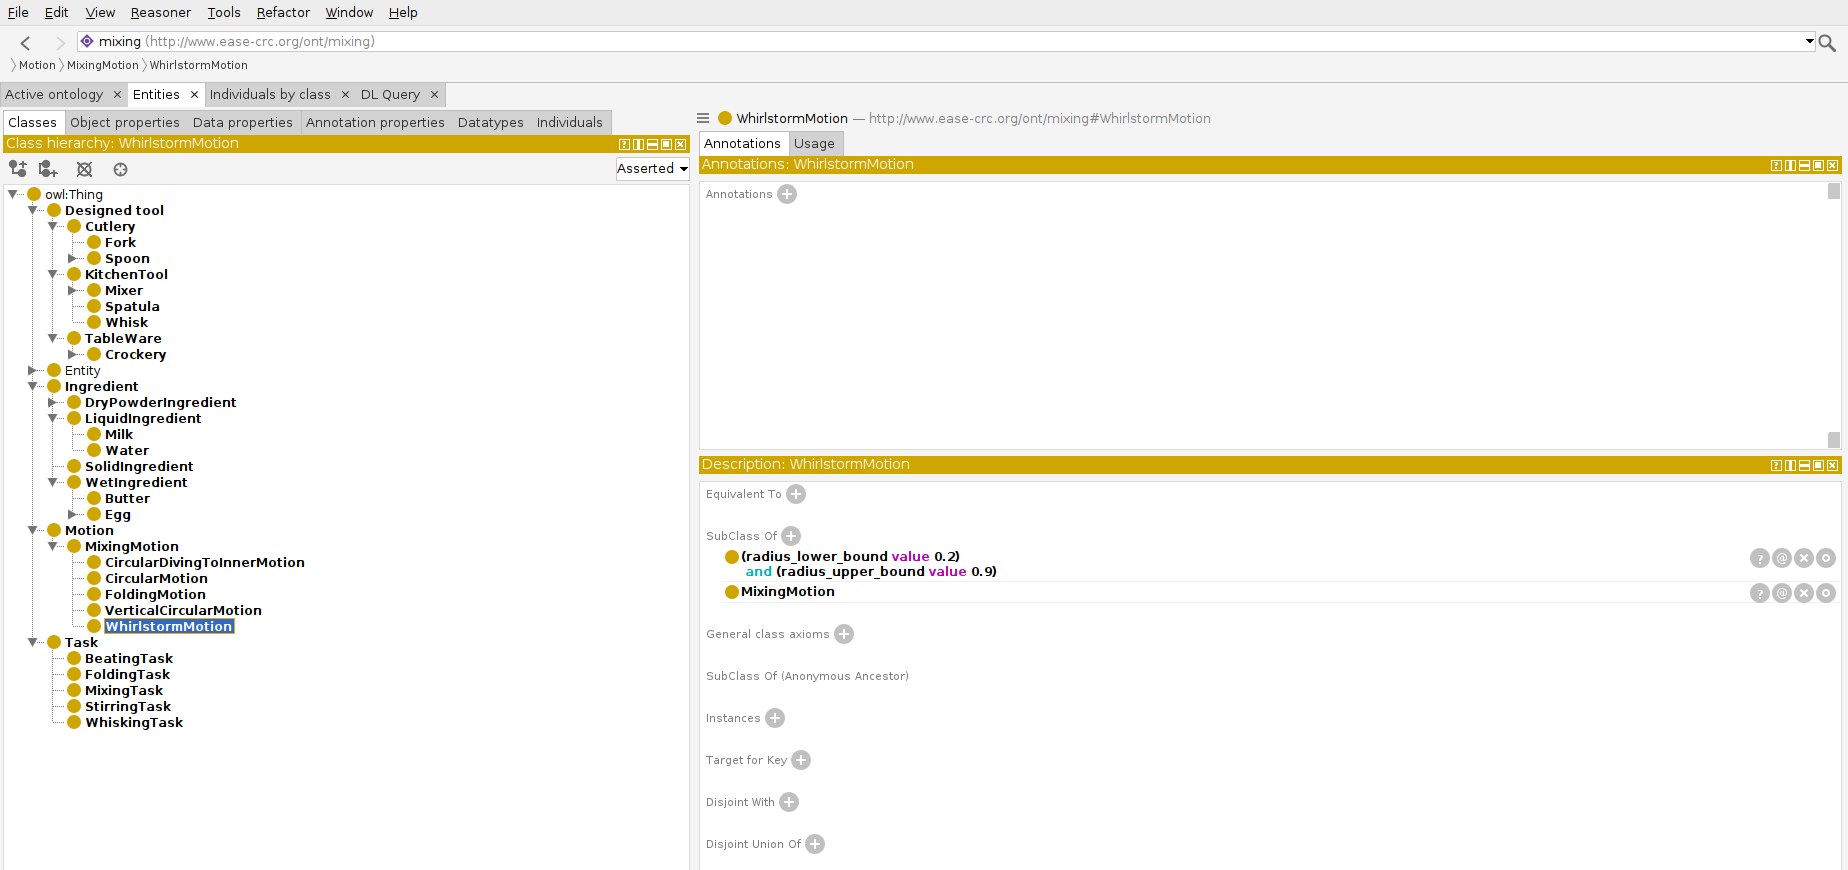 File Edit View Reasoner Tools Refactor Window Help
mixing (http://www.ease-crc.org/ont/mixing)
Motion MixingMotion WhirlstormMotion
Active ontology Entities Individuals by class DL Query
Classes Object properties Data properties Annotation properties Datatypes Individuals
Class hierarchy: WhirlstormMotion
Asserted
owl:Thing
Designed tool
Cutlery
Fork
Spoon
KitchenTool
Mixer
Spatula
Whisk
TableWare
Crockery
Entity
Ingredient
DryPowderIngredient
LiquidIngredient
Milk
Water
SolidIngredient
WetIngredient
Butter
Egg
Motion
MixingMotion
CircularDivingToInnerMotion
CircularMotion
FoldingMotion
VerticalCircularMotion
WhirlstormMotion
Task
BeatingTask
FoldingTask
MixingTask
StirringTask
WhiskingTask
WhirlstormMotion — http://www.ease-crc.org/ont/mixing#WhirlstormMotion
Annotations Usage
Annotations: WhirlstormMotion
Annotations
Description: WhirlstormMotion
Equivalent To
SubClass Of
(radius_lower_bound value 0.2)
and (radius_upper_bound value 0.9)
MixingMotion
General class axioms
SubClass Of (Anonymous Ancestor)
Instances
Target for Key
Disjoint With
Disjoint Union Of